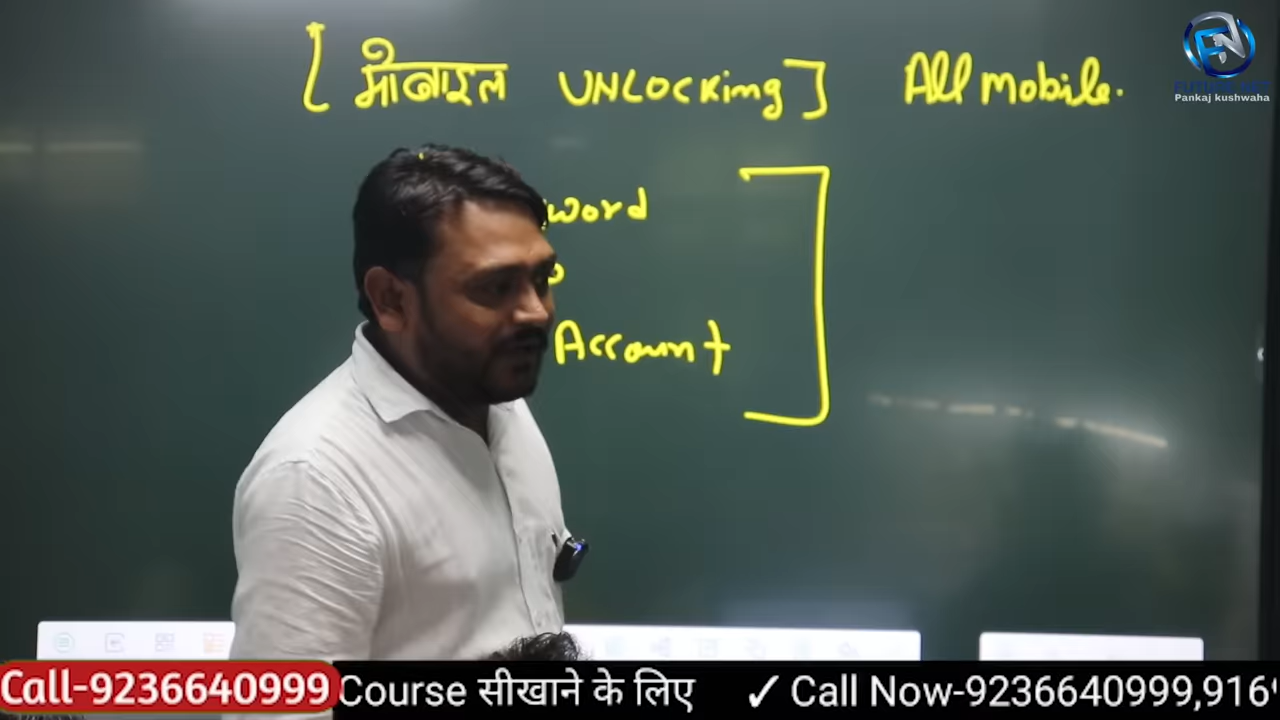 [ मोबाइल UNLOCKing ] All mobile.
Pankaj kushwaha
word
Account
Call-9236640999 Course सीखाने के लिए ✓ Call Now-9236640999,916